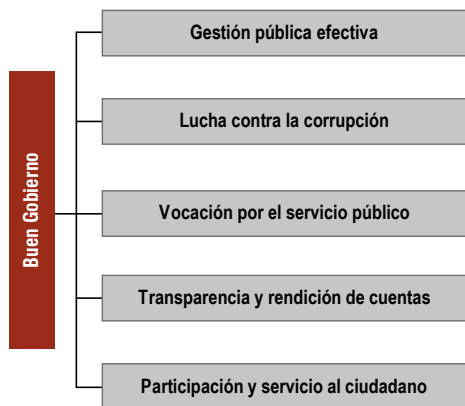 Buen Gobierno
Gestión pública efectiva
Lucha contra la corrupción
Vocación por el servicio público
Transparencia y rendición de cuentas
Participación y servicio al ciudadano